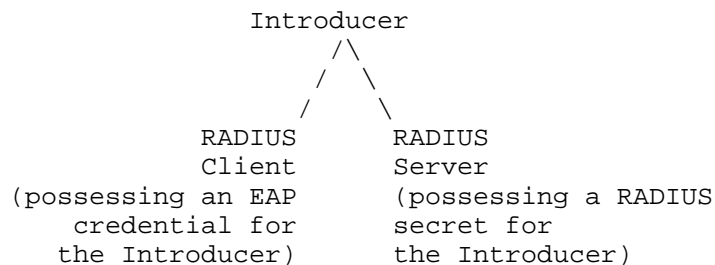 Introducer
/\
/ \
/ \
RADIUS RADIUS
Client Server
(possessing an EAP (possessing a RADIUS
credential for secret for
the Introducer) the Introducer)